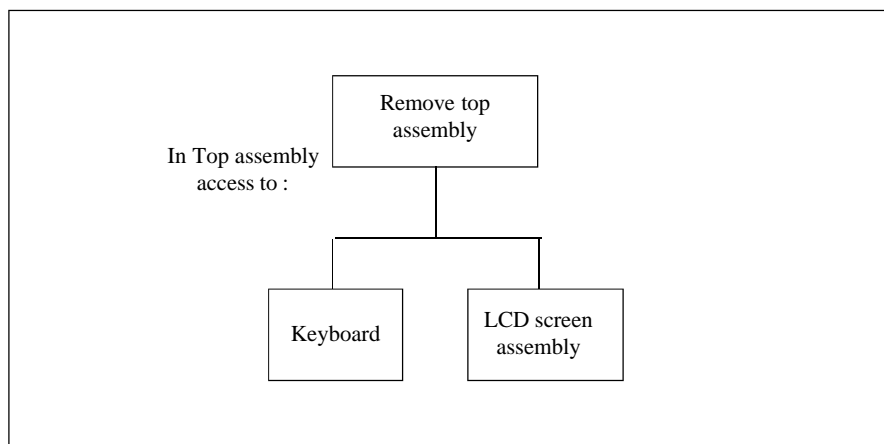 Remove top
assembly
In Top assembly
access to :
Keyboard
LCD screen
assembly